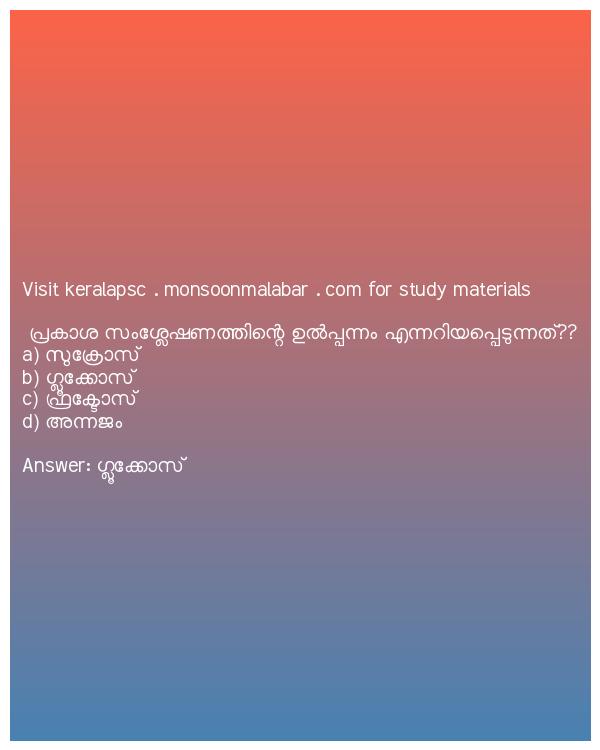 Visit keralapsc . monsoonmalabar . com for study materials
പ്രകാശ സംശ്ലേഷണത്തിന്റെ ഉൽപ്പന്നം എന്നറിയപ്പെടുന്നത്??
a) സുക്രോസ്
b) ഗ്ലൂക്കോസ്
c) ഫ്രക്ടോസ്
d) അന്നജം
Answer: ഗ്ലൂക്കോസ്